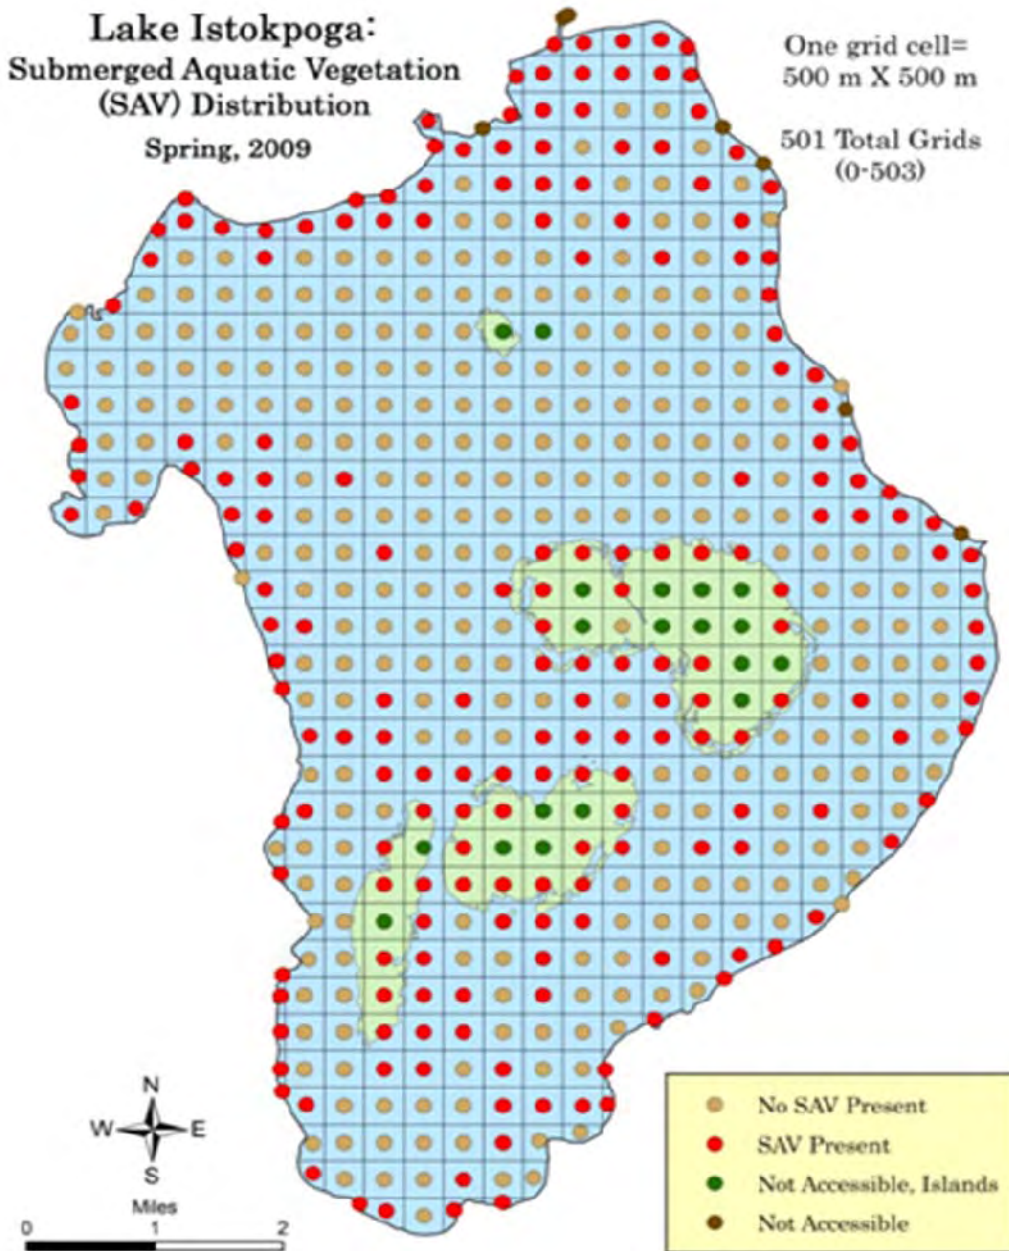 Lake Istokpoga:
Submerged Aquatic Vegetation
(SAV) Distribution
Spring, 2009
One grid cell=
500 m X 500 m
501 Total Grids
(0-503)
N
W E
S
Miles
0 1 2
No SAV Present
SAV Present
Not Accessible, Islands
Not Accessible